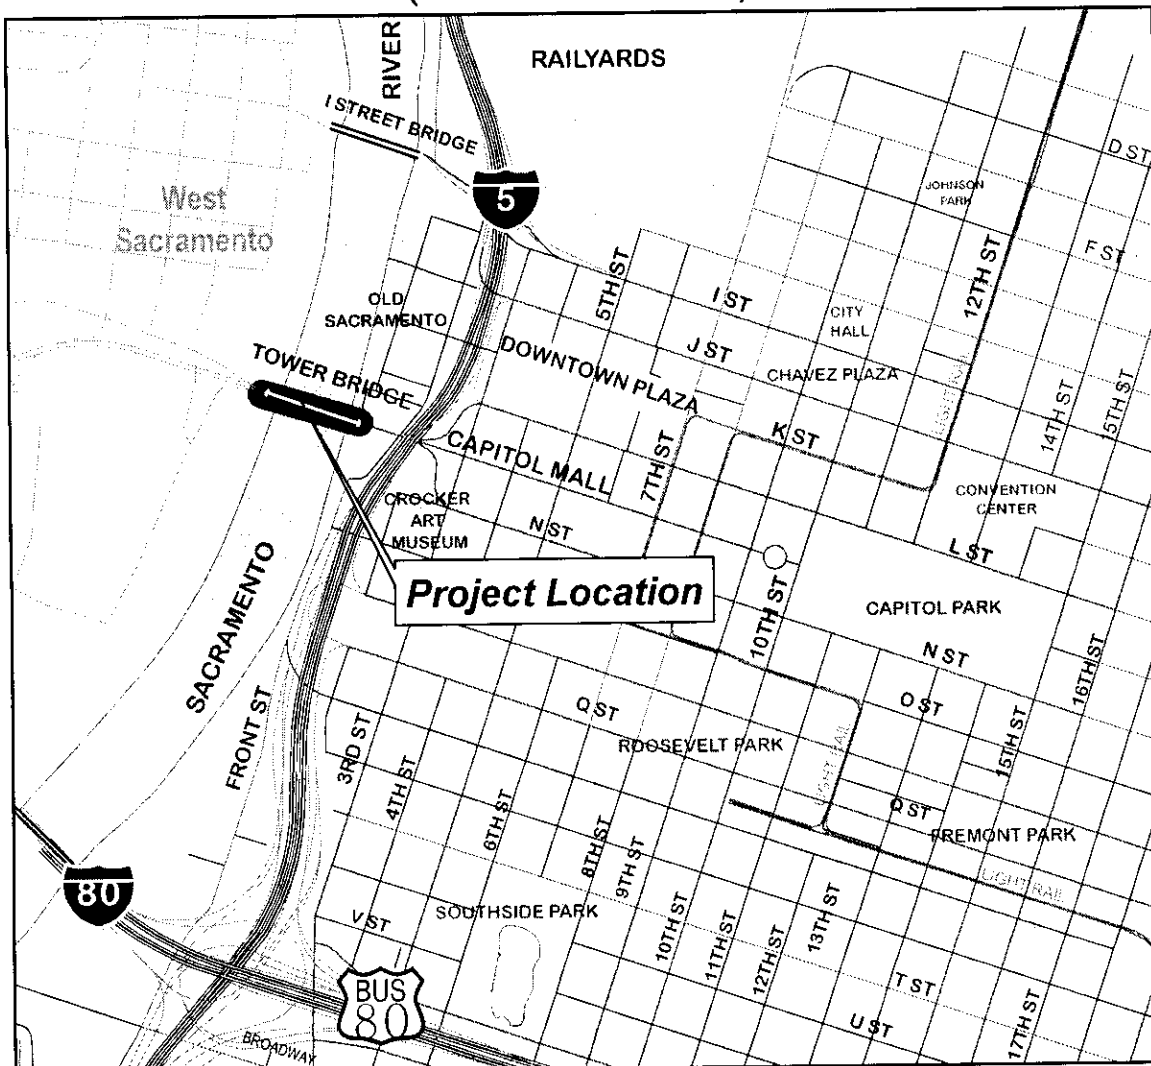 RIVER
RAILYARDS
I STREET BRIDGE
D ST
West
Sacramento
5
JOHNSON
PARK
12TH ST
F ST
5TH ST
I ST
OLD
SACRAMENTO
CITY
HALL
J ST
TOWER BRIDGE
DOWNTOWN PLAZA
CHAVEZ PLAZA
LIGHT RAIL
14TH ST
15TH ST
K ST
CAPITOL MALL
7TH ST
CONVENTION
CENTER
CROCKER
ART
MUSEUM
N ST
L ST
Project Location
10TH ST
CAPITOL PARK
SACRAMENTO
N ST
16TH ST
FRONT ST
Q ST
O ST
3RD ST
ROOSEVELT PARK
LIGHT RAIL
15TH ST
4TH ST
6TH ST
Q ST
FREMONT PARK
8TH ST
9TH ST
LIGHT RAIL
80
SOUTHSIDE PARK
V ST
10TH ST
11TH ST
12TH ST
13TH ST
T ST
BUS
80
U ST
17TH ST
BROADWAY